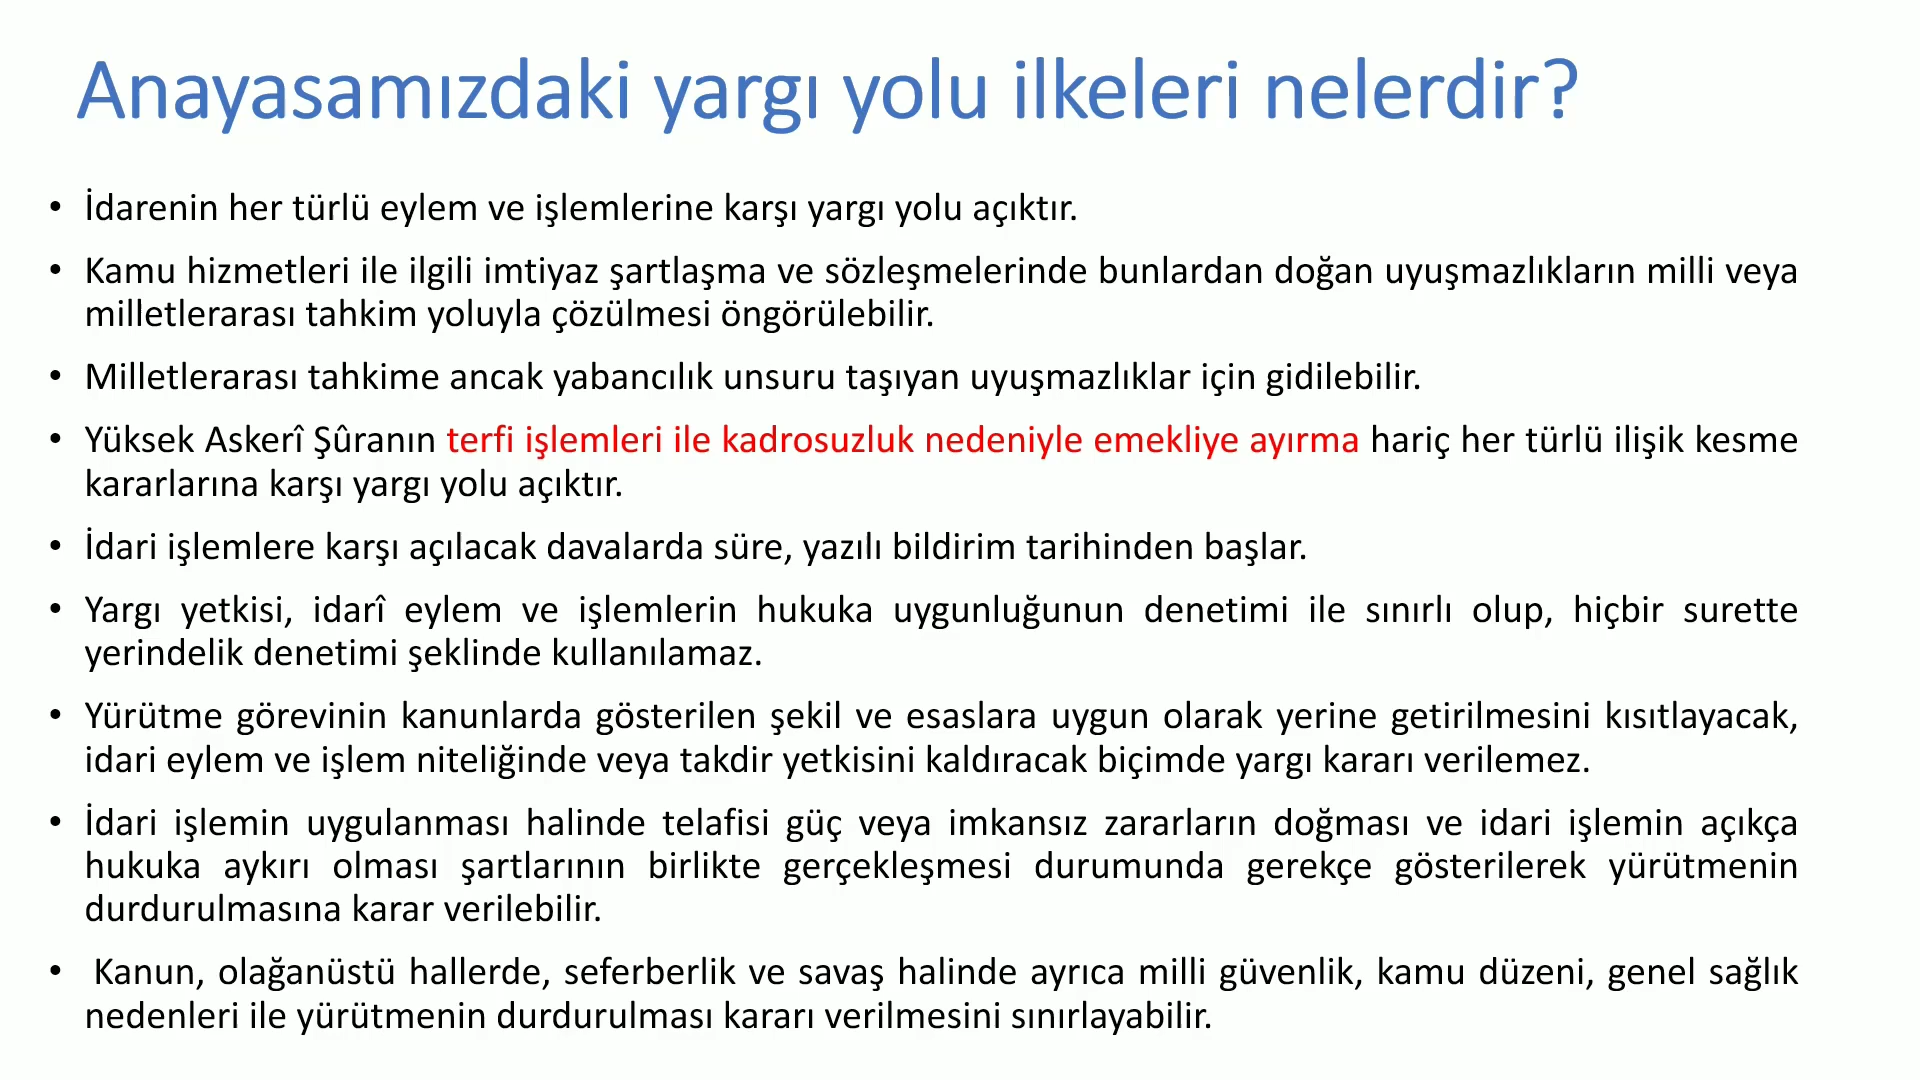 Anayasamızdaki yargı yolu ilkeleri nelerdir?
• İdarenin her türlü eylem ve işlemlerine karşı yargı yolu açıktır.
• Kamu hizmetleri ile ilgili imtiyaz şartlaşma ve sözleşmelerinde bunlardan doğan uyuşmazlıkların milli veya
milletlerarası tahkim yoluyla çözülmesi öngörülebilir.
• Milletlerarası tahkime ancak yabancılık unsuru taşıyan uyuşmazlıklar için gidilebilir.
• Yüksek Askerî Şûranın terfi işlemleri ile kadrosuzluk nedeniyle emekliye ayırma hariç her türlü ilişik kesme
kararlarına karşı yargı yolu açıktır.
• İdari işlemlere karşı açılacak davalarda süre, yazılı bildirim tarihinden başlar.
• Yargı yetkisi, idarî eylem ve işlemlerin hukuka uygunluğunun denetimi ile sınırlı olup, hiçbir surette
yerindelik denetimi şeklinde kullanılamaz.
• Yürütme görevinin kanunlarda gösterilen şekil ve esaslara uygun olarak yerine getirilmesini kısıtlayacak,
idari eylem ve işlem niteliğinde veya takdir yetkisini kaldıracak biçimde yargı kararı verilemez.
• İdari işlemin uygulanması halinde telafisi güç veya imkansız zararların doğması ve idari işlemin açıkça
hukuka aykırı olması şartlarının birlikte gerçekleşmesi durumunda gerekçe gösterilerek yürütmenin
durdurulmasına karar verilebilir.
• Kanun, olağanüstü hallerde, seferberlik ve savaş halinde ayrıca milli güvenlik, kamu düzeni, genel sağlık
nedenleri ile yürütmenin durdurulması kararı verilmesini sınırlayabilir.